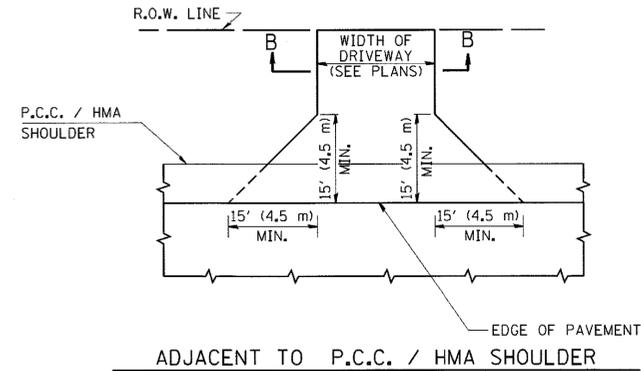 R.O.W. LINE
B
WIDTH OF
DRIVEWAY
(SEE PLANS)
B
P.C.C. / HMA
SHOULDER
15' (4.5 m)
MIN.
15' (4.5 m)
MIN.
15' (4.5 m)
MIN.
15' (4.5 m)
MIN.
EDGE OF PAVEMENT
ADJACENT TO P.C.C. / HMA SHOULDER